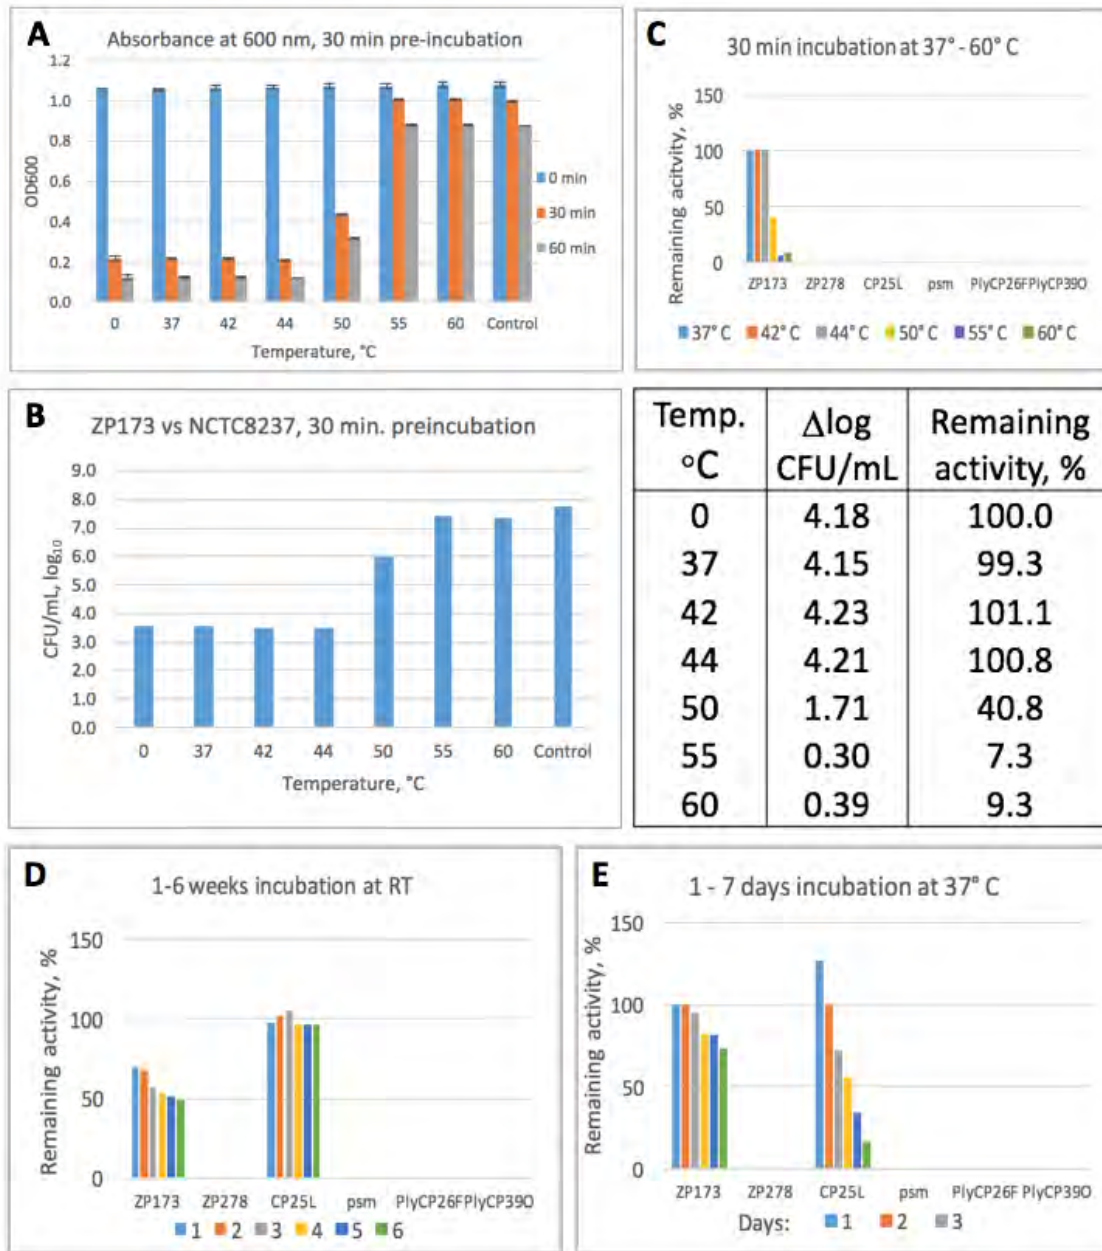 A
Absorbance at 600 nm, 30 min pre-incubation
1.2
1.0
0.8
0.6
0.4
0.2
0.0
OD600
0 37 42 44 50 55 60 Control
Temperature, °C
0 min
30 min
60 min
C
30 min incubation at 37° - 60° C
150
100
50
0
Remaining acitvity, %
ZP173 ZP278 CP25L psm PlyCP26F PlyCP39O
37° C 42° C 44° C 50° C 55° C 60° C
B
ZP173 vs NCTC8237, 30 min. preincubation
9.0
8.0
7.0
6.0
5.0
4.0
3.0
2.0
1.0
0.0
CFU/mL, log₁₀
0 37 42 44 50 55 60 Control
Temperature, °C
Temp. °C Δlog CFU/mL Remaining activity, %
0 4.18 100.0
37 4.15 99.3
42 4.23 101.1
44 4.21 100.8
50 1.71 40.8
55 0.30 7.3
60 0.39 9.3
D
1-6 weeks incubation at RT
150
100
50
0
Remaining activity, %
ZP173 ZP278 CP25L psm PlyCP26F PlyCP39O
1 2 3 4 5 6
E
1 - 7 days incubation at 37° C
150
100
50
0
Remaining activity, %
ZP173 ZP278 CP25L psm PlyCP26F PlyCP39O
Days: 1 2 3